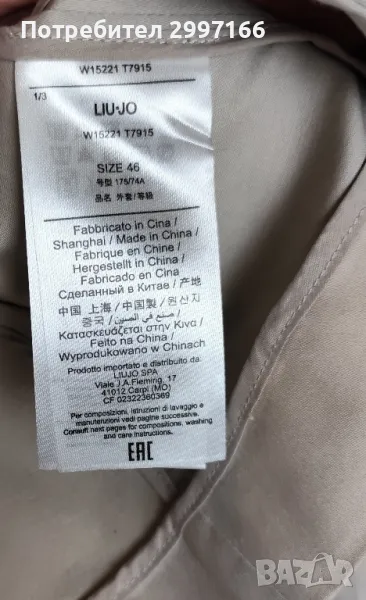 Потребител 2997166
W15221 T7915
1/3
LIU·JO
W15221 T7915
SIZE 46
号型 175/74A
品名 外套/等级
Fabbricato in Cina /
Shanghai / Made in China /
Fabrique en Chine /
Hergestellt in China /
Fabricado en Cina /
Сделанный в Китае / 产地
中国 上海 / 中国製 / 원산지
중국 / صنع في الصين /
Κατασκευάζεται στην Κινα /
Feito na China /
Wyprodukowano w Chinach
Prodotto importato e distribuito da
LIUJO SPA
Viale J.A.Fleming, 17
41012 Carpi (MO)
CF 02322360369
Per composizioni, istruzioni di lavaggio e
manutenzioni vedi pagine successive.
Consult next pages for composition, washing
and care instructions.
EAC
bazar